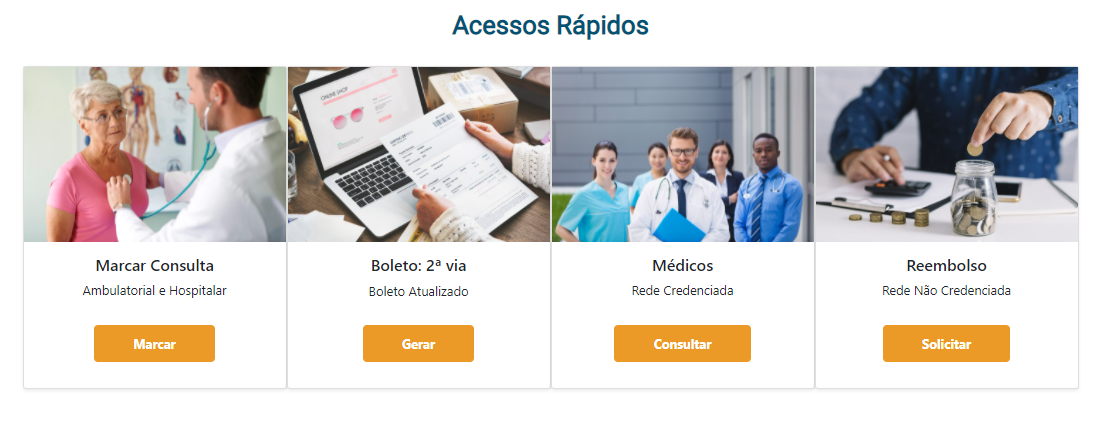 Acessos Rápidos
ONLINE SHOP
Marcar Consulta
Ambulatorial e Hospitalar
Marcar
Boleto: 2ª via
Boleto Atualizado
Gerar
Médicos
Rede Credenciada
Consultar
Reembolso
Rede Não Credenciada
Solicitar